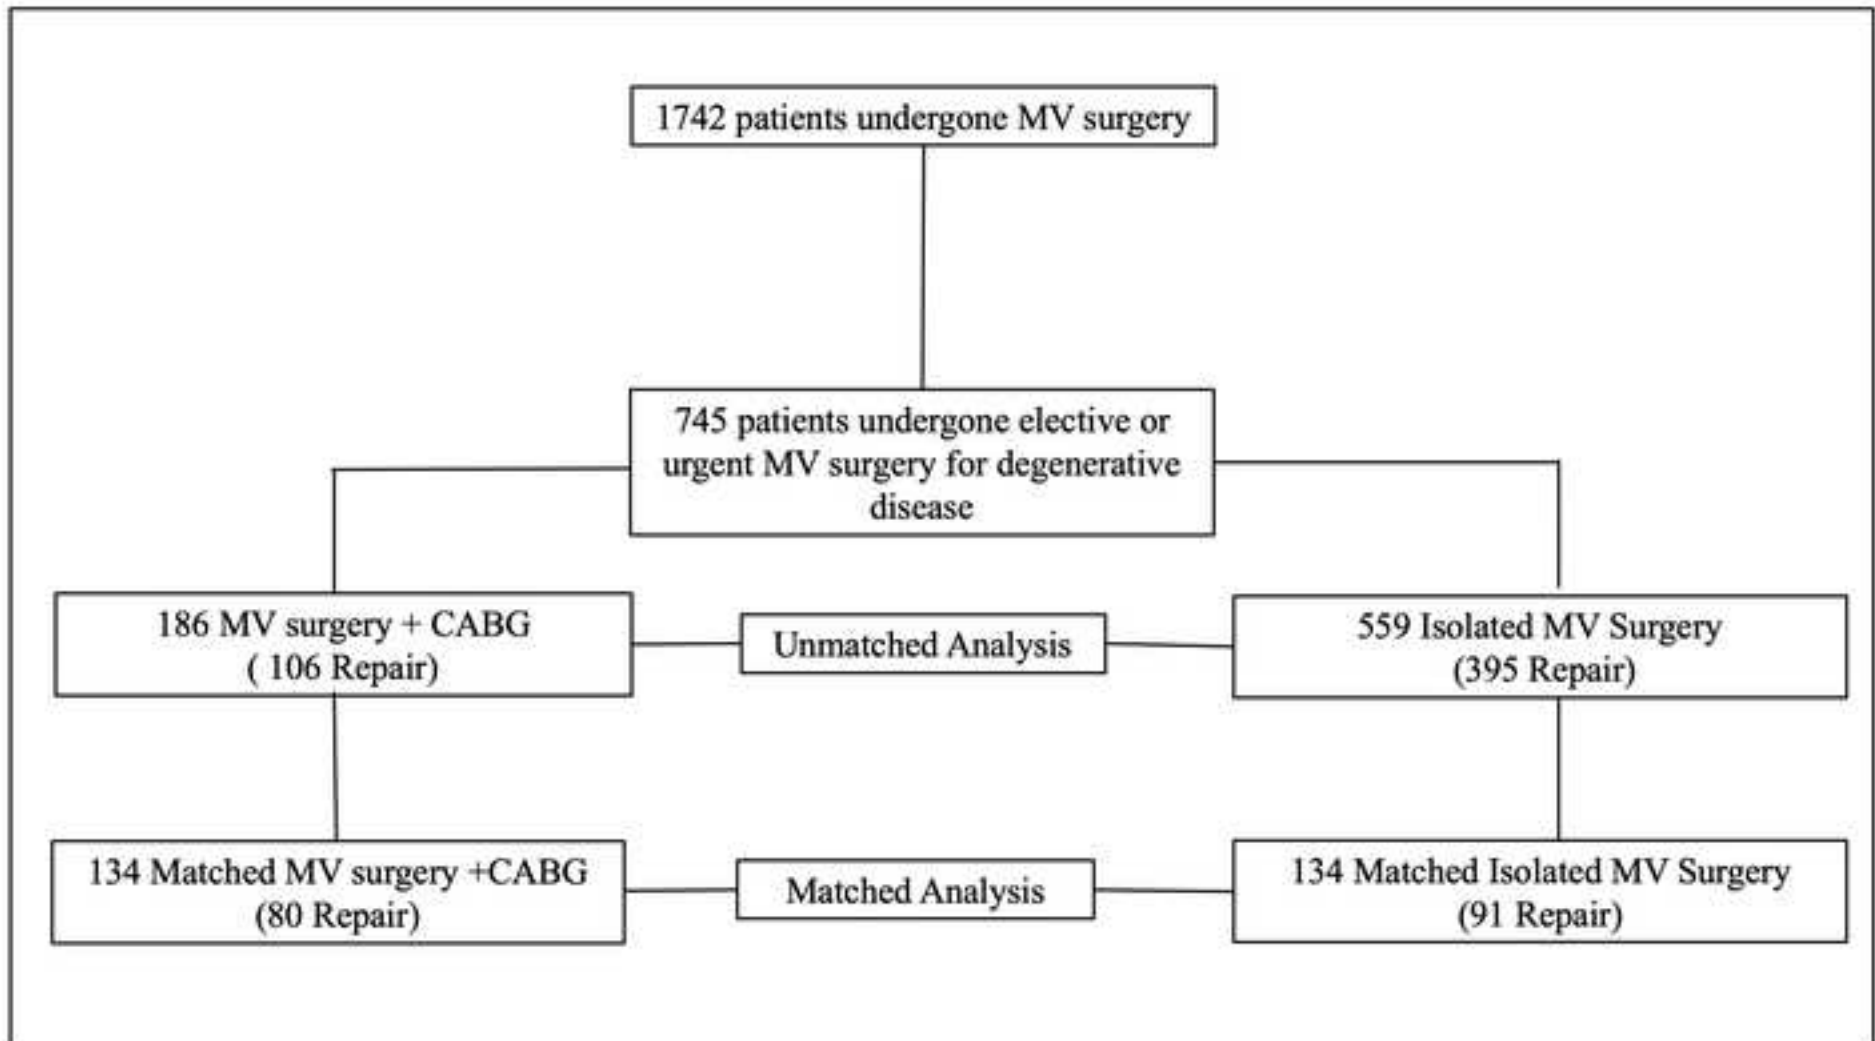 1742 patients undergone MV surgery
745 patients undergone elective or
urgent MV surgery for degenerative
disease
186 MV surgery + CABG
( 106 Repair)
Unmatched Analysis
559 Isolated MV Surgery
(395 Repair)
134 Matched MV surgery +CABG
(80 Repair)
Matched Analysis
134 Matched Isolated MV Surgery
(91 Repair)